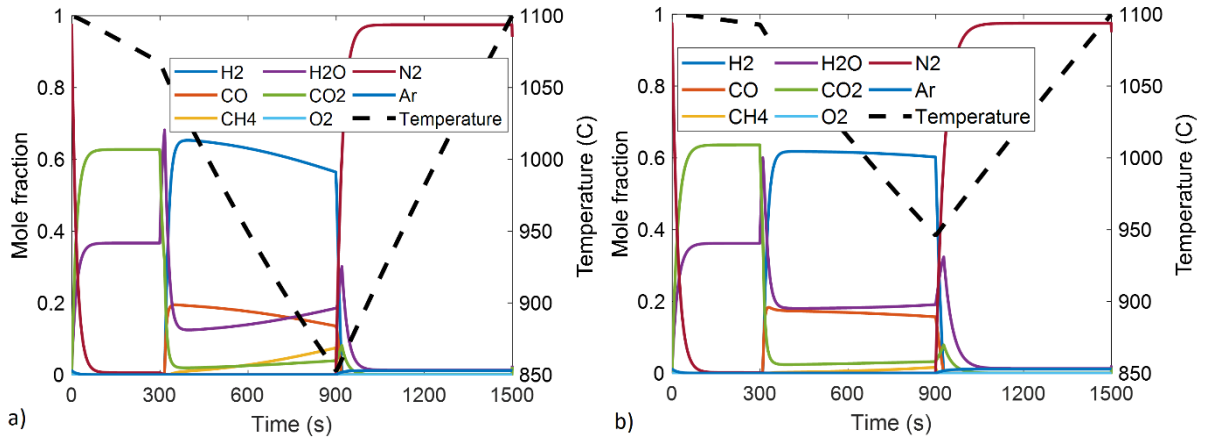 1 1100
0.8 1050
0.6 1000
0.4 950
0.2 900
0 850
Mole fraction
Temperature (C)
H2 H2O N2
CO CO2 Ar
CH4 O2 Temperature
0 300 600 900 1200 1500
Time (s)
a)
1 1100
0.8 1050
0.6 1000
0.4 950
0.2 900
0 850
Mole fraction
Temperature (C)
H2 H2O N2
CO CO2 Ar
CH4 O2 Temperature
0 300 600 900 1200 1500
Time (s)
b)